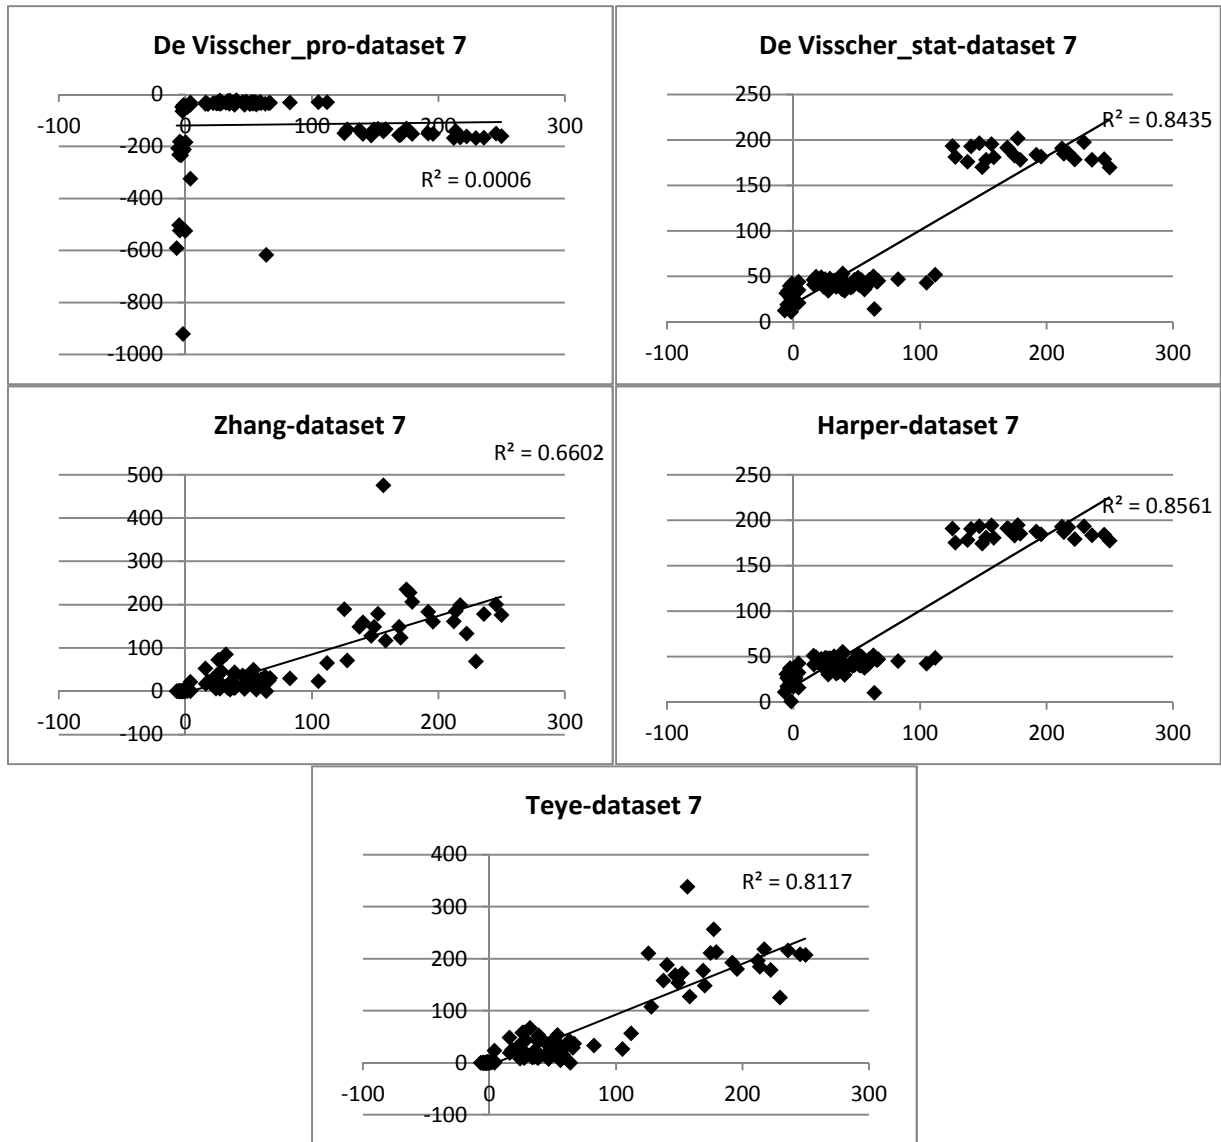 De Visscher_pro-dataset 7
0
-200
-400
-600
-800
-1000
-100 0 100 200 300
R² = 0.0006
De Visscher_stat-dataset 7
250
200
150
100
50
0
-100 0 100 200 300
R² = 0.8435
Zhang-dataset 7
R² = 0.6602
500
400
300
200
100
0
-100
-100 0 100 200 300
Harper-dataset 7
250
200
150
100
50
0
-100 0 100 200 300
R² = 0.8561
Teye-dataset 7
400
300
200
100
0
-100
-100 0 100 200 300
R² = 0.8117